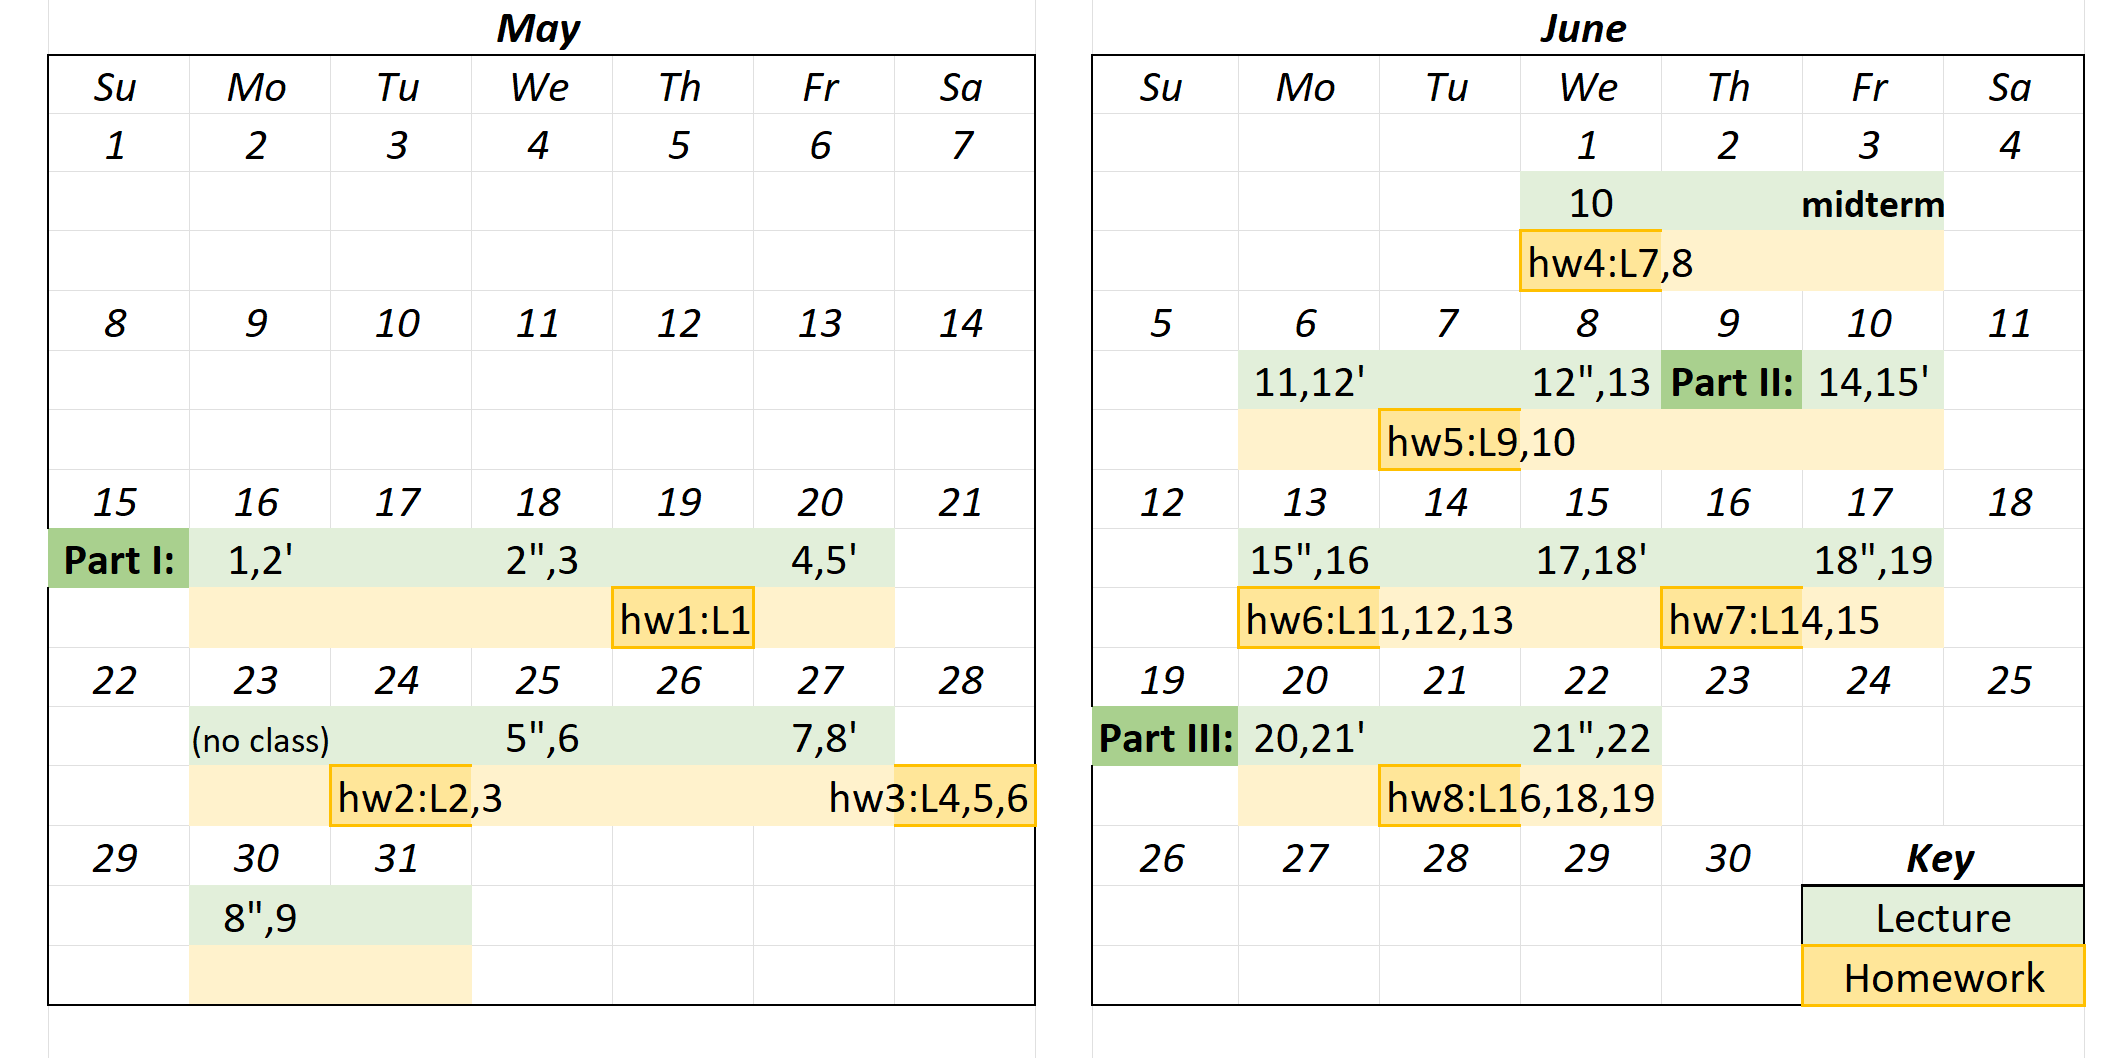 May
Su Mo Tu We Th Fr Sa
1 2 3 4 5 6 7
8 9 10 11 12 13 14
15 16 17 18 19 20 21
Part I: 1,2' 2",3 4,5'
hw1:L1
22 23 24 25 26 27 28
(no class) 5",6 7,8'
hw2:L2,3 hw3:L4,5,6
29 30 31
8",9
June
Su Mo Tu We Th Fr Sa
1 2 3 4
10 midterm
hw4:L7,8
5 6 7 8 9 10 11
11,12' 12",13 Part II: 14,15'
hw5:L9,10
12 13 14 15 16 17 18
15",16 17,18' 18",19
hw6:L11,12,13 hw7:L14,15
19 20 21 22 23 24 25
Part III: 20,21' 21",22
hw8:L16,18,19
26 27 28 29 30 Key
Lecture
Homework